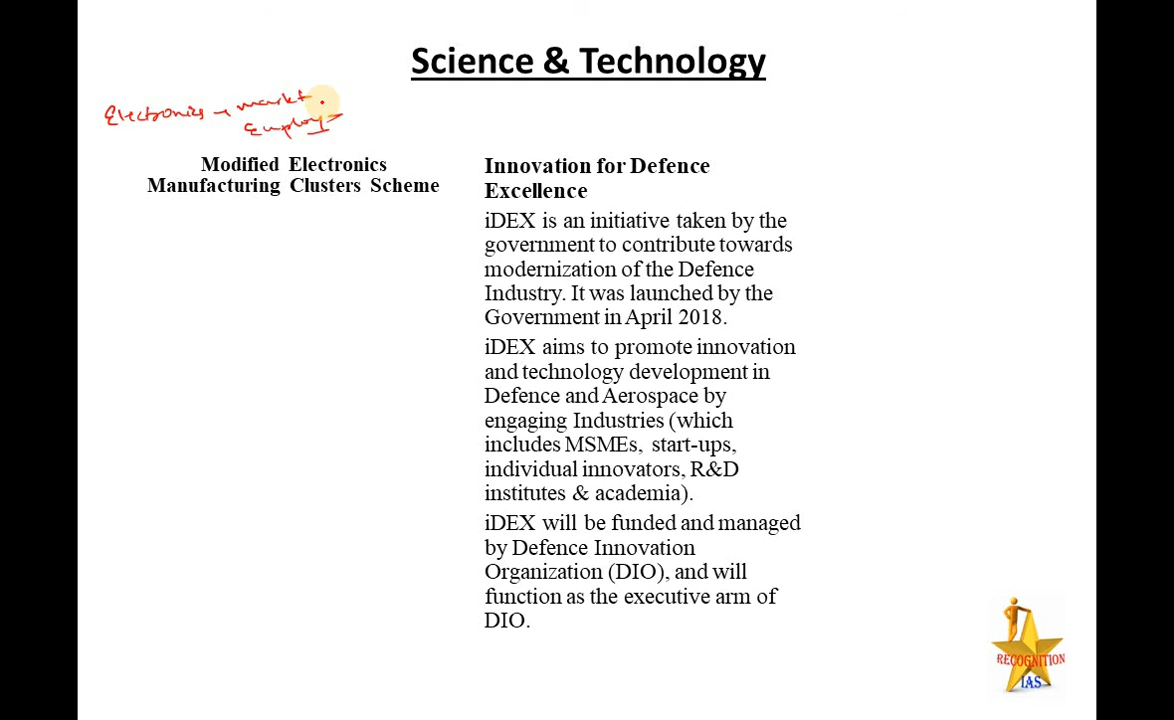 Science & Technology
Electronics → markt
Employ
Modified Electronics
Manufacturing Clusters Scheme
Innovation for Defence
Excellence
iDEX is an initiative taken by the
government to contribute towards
modernization of the Defence
Industry. It was launched by the
Government in April 2018.
iDEX aims to promote innovation
and technology development in
Defence and Aerospace by
engaging Industries (which
includes MSMEs, start-ups,
individual innovators, R&D
institutes & academia).
iDEX will be funded and managed
by Defence Innovation
Organization (DIO), and will
function as the executive arm of
DIO.
RECOGNITION
IAS